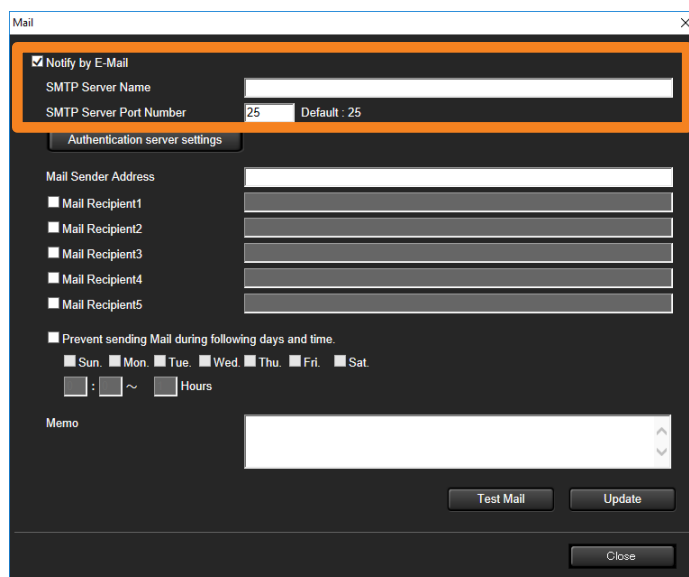 Mail
Notify by E-Mail
SMTP Server Name
SMTP Server Port Number 25 Default : 25
Authentication server settings
Mail Sender Address
Mail Recipient1
Mail Recipient2
Mail Recipient3
Mail Recipient4
Mail Recipient5
Prevent sending Mail during following days and time.
Sun. Mon. Tue. Wed. Thu. Fri. Sat.
: ～ Hours
Memo
Test Mail Update
Close